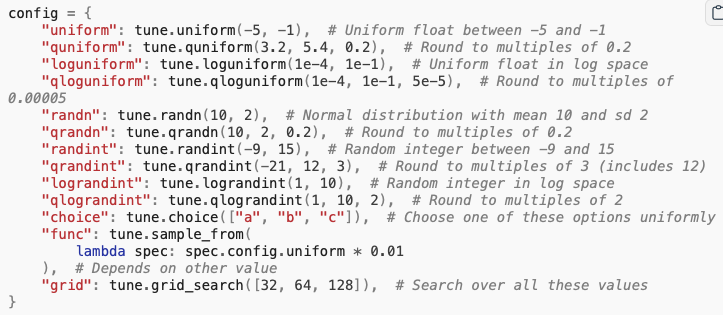 config = {
    "uniform": tune.uniform(-5, -1),  # Uniform float between -5 and -1
    "quniform": tune.quniform(3.2, 5.4, 0.2),  # Round to multiples of 0.2
    "loguniform": tune.loguniform(1e-4, 1e-1),  # Uniform float in log space
    "qloguniform": tune.qloguniform(1e-4, 1e-1, 5e-5),  # Round to multiples of
0.00005
    "randn": tune.randn(10, 2),  # Normal distribution with mean 10 and sd 2
    "qrandn": tune.qrandn(10, 2, 0.2),  # Round to multiples of 0.2
    "randint": tune.randint(-9, 15),  # Random integer between -9 and 15
    "qrandint": tune.qrandint(-21, 12, 3),  # Round to multiples of 3 (includes 12)
    "lograndint": tune.lograndint(1, 10),  # Random integer in log space
    "qlograndint": tune.qlograndint(1, 10, 2),  # Round to multiples of 2
    "choice": tune.choice(["a", "b", "c"]),  # Choose one of these options uniformly
    "func": tune.sample_from(
        lambda spec: spec.config.uniform * 0.01
    ),  # Depends on other value
    "grid": tune.grid_search([32, 64, 128]),  # Search over all these values
}